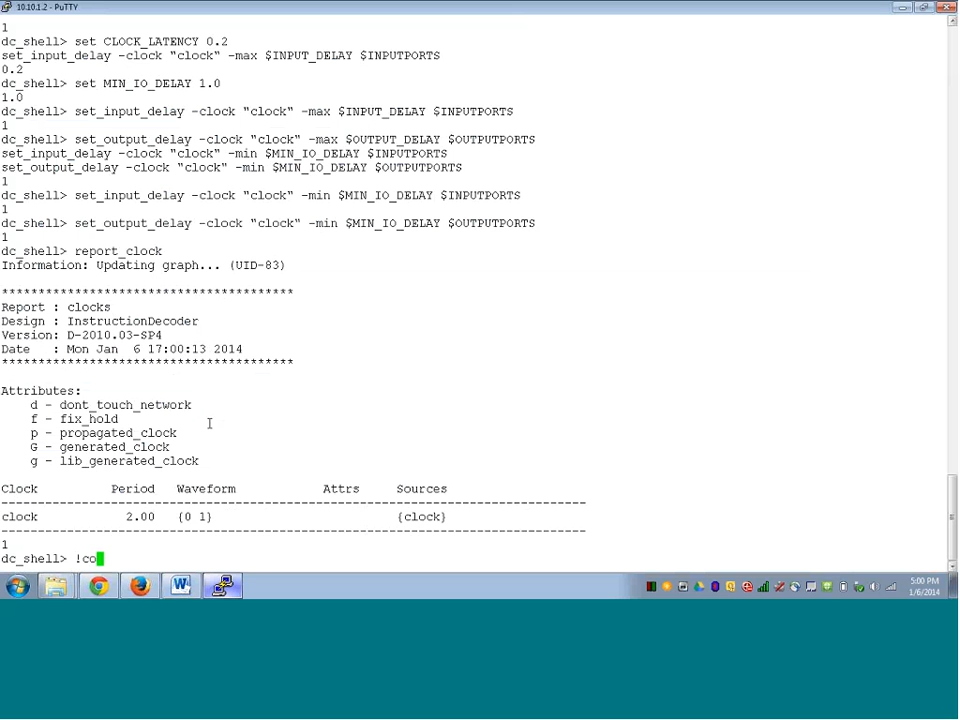 10.10.1.2 - PuTTY
1
dc_shell> set CLOCK_LATENCY 0.2
set_input_delay -clock "clock" -max $INPUT_DELAY $INPUTPORTS
0.2
dc_shell> set MIN_IO_DELAY 1.0
1.0
dc_shell> set_input_delay -clock "clock" -max $INPUT_DELAY $INPUTPORTS
1
dc_shell> set_output_delay -clock "clock" -max $OUTPUT_DELAY $OUTPUTPORTS
set_input_delay -clock "clock" -min $MIN_IO_DELAY $INPUTPORTS
set_output_delay -clock "clock" -min $MIN_IO_DELAY $OUTPUTPORTS
1
dc_shell> set_input_delay -clock "clock" -min $MIN_IO_DELAY $INPUTPORTS
1
dc_shell> set_output_delay -clock "clock" -min $MIN_IO_DELAY $OUTPUTPORTS
1
dc_shell> report_clock
Information: Updating graph... (UID-83)
****************************************
Report : clocks
Design : InstructionDecoder
Version: D-2010.03-SP4
Date   : Mon Jan  6 17:00:13 2014
****************************************
Attributes:
d - dont_touch_network
f - fix_hold
p - propagated_clock
G - generated_clock
g - lib_generated_clock
Clock Period Waveform Attrs Sources
--------------------------------------------------------------------------------
clock 2.00 {0 1} {clock}
--------------------------------------------------------------------------------
1
dc_shell> !co
5:00 PM
1/6/2014